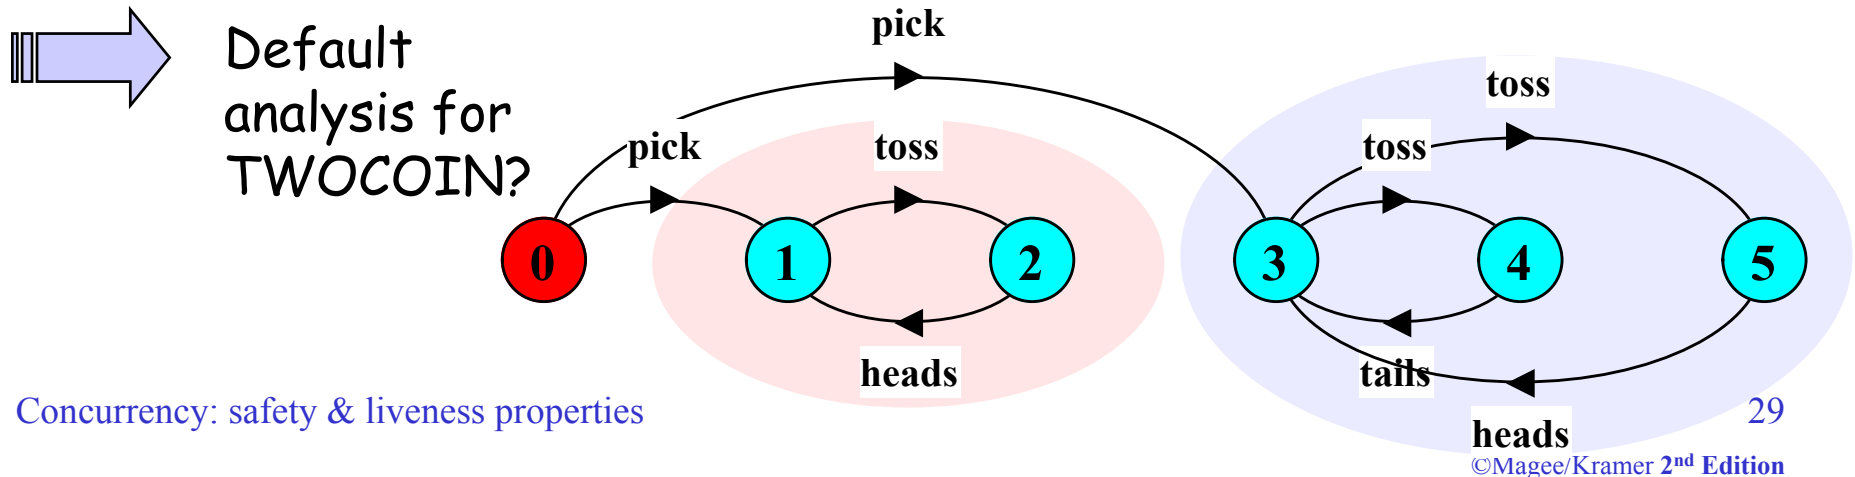 Default
analysis for
TWOCOIN?
pick
pick
toss
heads
toss
toss
tails
heads
0
1
2
3
4
5
Concurrency: safety & liveness properties
29
©Magee/Kramer 2nd Edition